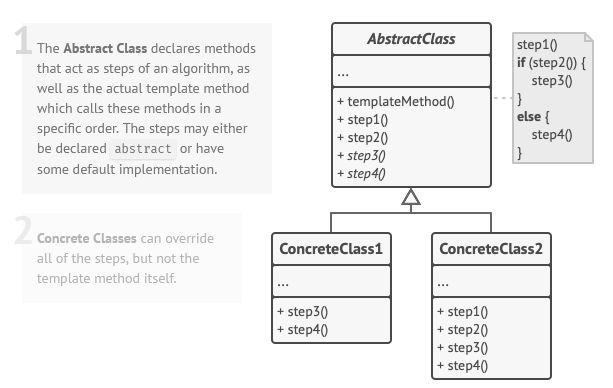 1
The Abstract Class declares methods
that act as steps of an algorithm, as
well as the actual template method
which calls these methods in a
specific order. The steps may either
be declared abstract or have
some default implementation.
2
Concrete Classes can override
all of the steps, but not the
template method itself.
AbstractClass
...
+ templateMethod()
+ step1()
+ step2()
+ step3()
+ step4()
step1()
if (step2()) {
step3()
}
else {
step4()
}
ConcreteClass1
...
+ step3()
+ step4()
ConcreteClass2
...
+ step1()
+ step2()
+ step3()
+ step4()